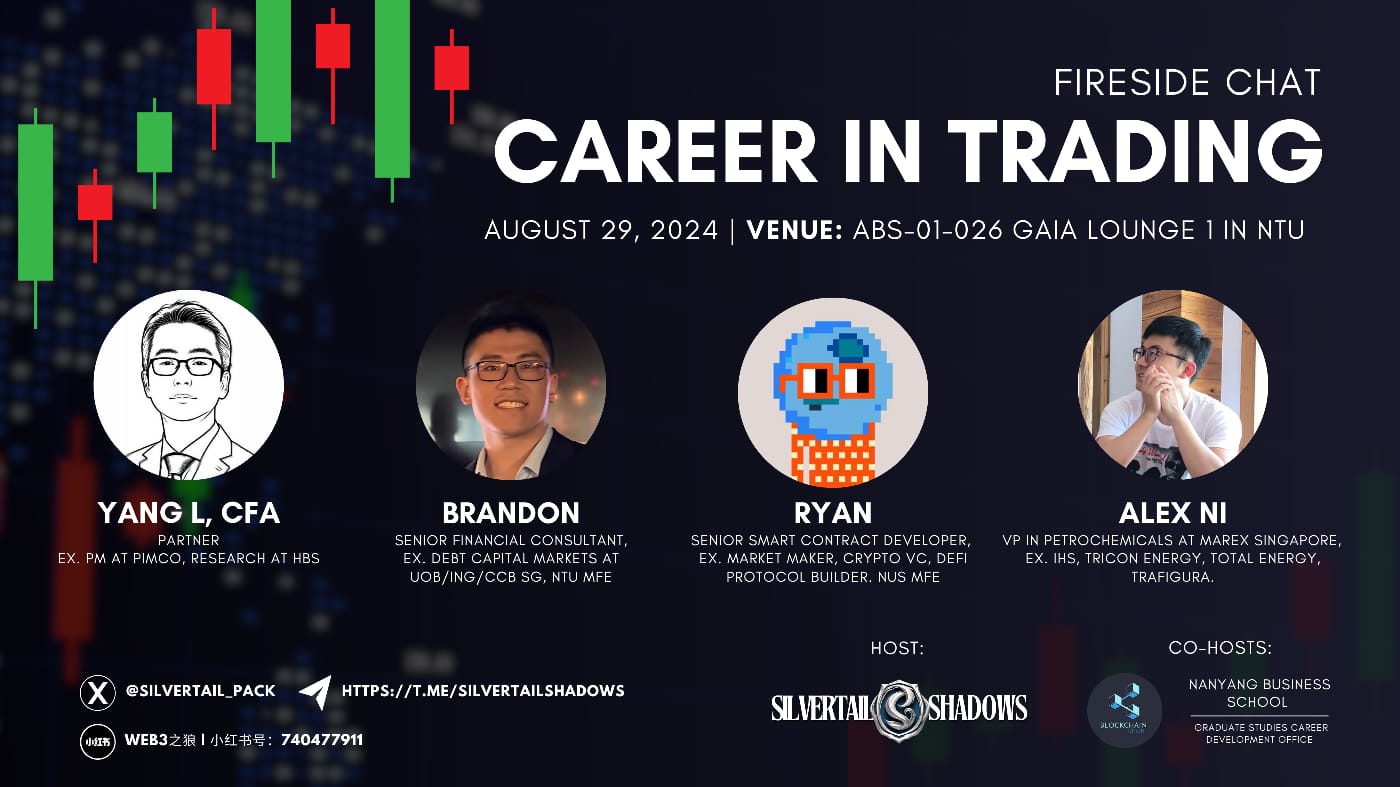 FIRESIDE CHAT
CAREER IN TRADING
AUGUST 29, 2024 | VENUE: ABS-01-026 GAIA LOUNGE 1 IN NTU
YANG L, CFA
PARTNER
EX. PM AT PIMCO, RESEARCH AT HBS
BRANDON
SENIOR FINANCIAL CONSULTANT,
EX. DEBT CAPITAL MARKETS AT
UOB/ING/CCB SG, NTU MFE
RYAN
SENIOR SMART CONTRACT DEVELOPER,
EX. MARKET MAKER, CRYPTO VC, DEFI
PROTOCOL BUILDER. NUS MFE
ALEX NI
VP IN PETROCHEMICALS AT MAREX SINGAPORE,
EX. IHS, TRICON ENERGY, TOTAL ENERGY,
TRAFIGURA.
@SILVERTAIL_PACK
HTTPS://T.ME/SILVERTAILSHADOWS
小红书
WEB3之狼 | 小红书号: 740477911
HOST:
SILVERTAIL SHADOWS
CO-HOSTS:
BLOCKCHAIN
NANYANG BUSINESS
SCHOOL
GRADUATE STUDIES CAREER
DEVELOPMENT OFFICE